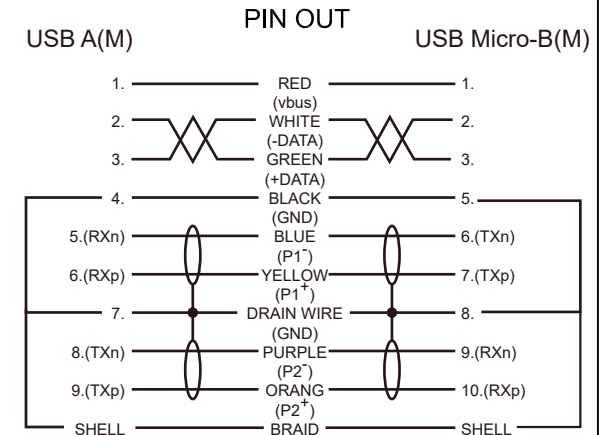 PIN OUT
USB A(M) USB Micro-B(M)
1. RED 1.
(vbus)
2. WHITE 2.
(-DATA)
3. GREEN 3.
(+DATA)
4. BLACK 5.
(GND)
5.(RXn) BLUE 6.(TXn)
(P1-)
6.(RXp) YELLOW 7.(TXp)
(P1+)
7. DRAIN WIRE 8.
(GND)
8.(TXn) PURPLE 9.(RXn)
(P2-)
9.(TXp) ORANG 10.(RXp)
(P2+)
SHELL BRAID SHELL